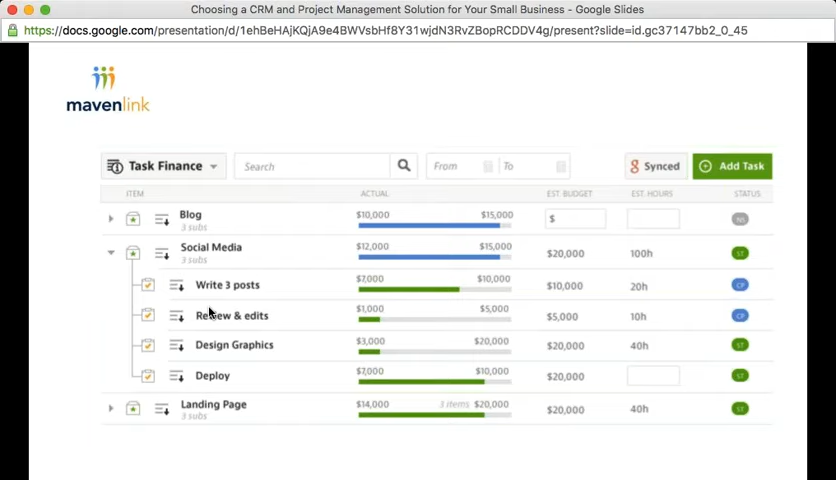 Choosing a CRM and Project Management Solution for Your Small Business - Google Slides
https://docs.google.com/presentation/d/1ehBeHAjKQjA9e4BWVsbHf8Y31wjdN3RvZBopRCDDV4g/present?slide=id.gc37147bb2_0_45
mavenlink
Task Finance Search From To Synced + Add Task
ITEM ACTUAL EST. BUDGET EST. HOURS STATUS
Blog $10,000 $15,000 $ NS
3 subs
Social Media $12,000 $15,000 $20,000 100h ST
3 subs
Write 3 posts $7,000 $10,000 $10,000 20h CP
Review & edits $1,000 $5,000 $5,000 10h CP
Design Graphics $3,000 $20,000 $20,000 40h ST
Deploy $7,000 $10,000 $20,000 ST
Landing Page $14,000 3 items $20,000 $20,000 40h ST
3 subs